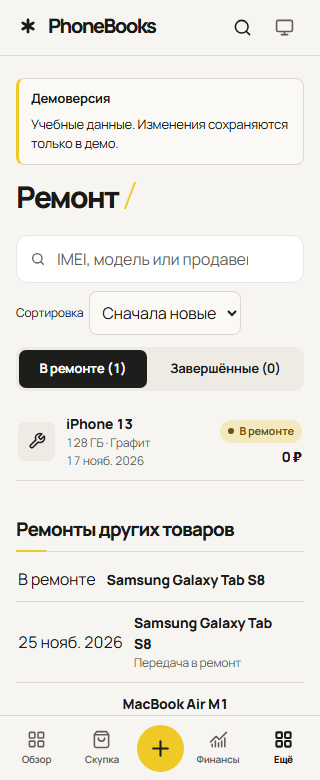 PhoneBooks
Демоверсия
Учебные данные. Изменения сохраняются
только в демо.
Ремонт
IMEI, модель или продавец
Сортировка
Сначала новые
В ремонте (1)
Завершённые (0)
iPhone 13
128 ГБ · Графит
17 нояб. 2026
В ремонте
0 ₽
Ремонты других товаров
В ремонте Samsung Galaxy Tab S8
25 нояб. 2026
Samsung Galaxy Tab
S8
Передача в ремонт
MacBook Air M1
Обзор
Скупка
Финансы
Ещё